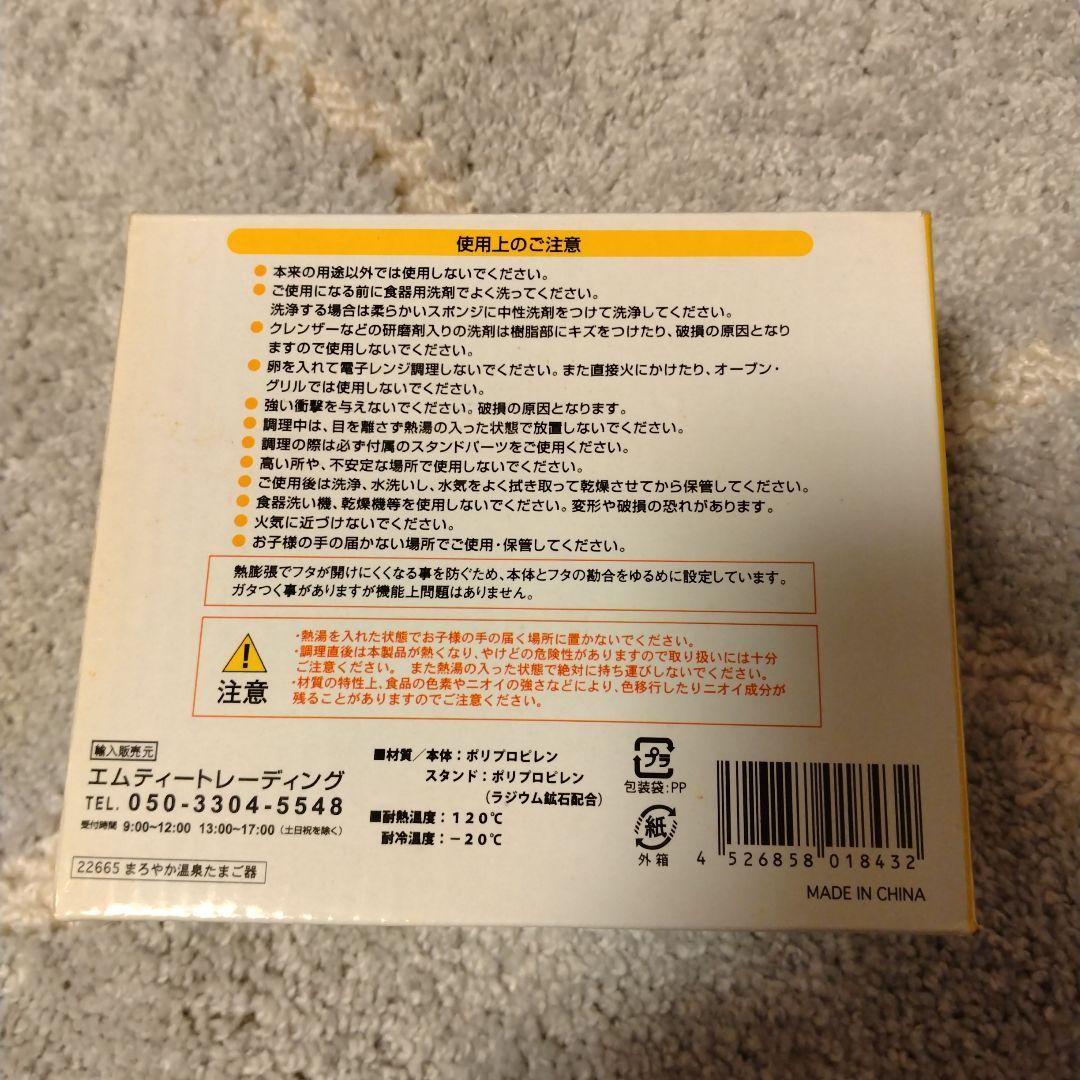 使用上のご注意
●本来の用途以外では使用しないでください。
●ご使用になる前に食器用洗剤でよく洗ってください。
洗浄する場合は柔らかいスポンジに中性洗剤をつけて洗浄してください。
●クレンザーなどの研磨剤入りの洗剤は樹脂部にキズをつけたり、破損の原因となり
ますので使用しないでください。
●卵を入れて電子レンジ調理しないでください。また直接火にかけたり、オーブン・
グリルでは使用しないでください。
●強い衝撃を与えないでください。破損の原因となります。
●調理中は、目を離さず熱湯の入った状態で放置しないでください。
●調理の際は必ず付属のスタンドパーツをご使用ください。
●高い所や、不安定な場所で使用しないでください。
●ご使用後は洗浄、水洗いし、水気をよく拭き取って乾燥させてから保管してください。
●食器洗い機、乾燥機等を使用しないでください。変形や破損の恐れがあります。
●火気に近づけないでください。
●お子様の手の届かない場所でご使用・保管してください。
熱膨張でフタが開けにくくなる事を防ぐため、本体とフタの勘合をゆるめに設定しています。
ガタつく事がありますが機能上問題はありません。
注意
・熱湯を入れた状態でお子様の手の届く場所に置かないでください。
・調理直後は本製品が熱くなり、やけどの危険性がありますので取り扱いには十分
ご注意ください。 また熱湯の入った状態で絶対に持ち運びしないでください。
・材質の特性上、食品の色素やニオイの強さなどにより、色移行したりニオイ成分が
残ることがありますのでご注意ください。
輸入販売元
エムティートレーディング
TEL. 050-3304-5548
受付時間 9:00~12:00 13:00~17:00 (土日祝を除く)
22665 まろやか温泉たまご器
■材質/本体:ポリプロピレン
スタンド:ポリプロピレン
(ラジウム鉱石配合)
■耐熱温度:120℃
耐冷温度:-20℃
プラ
包装袋:PP
紙
外箱
4 526858 018432
MADE IN CHINA